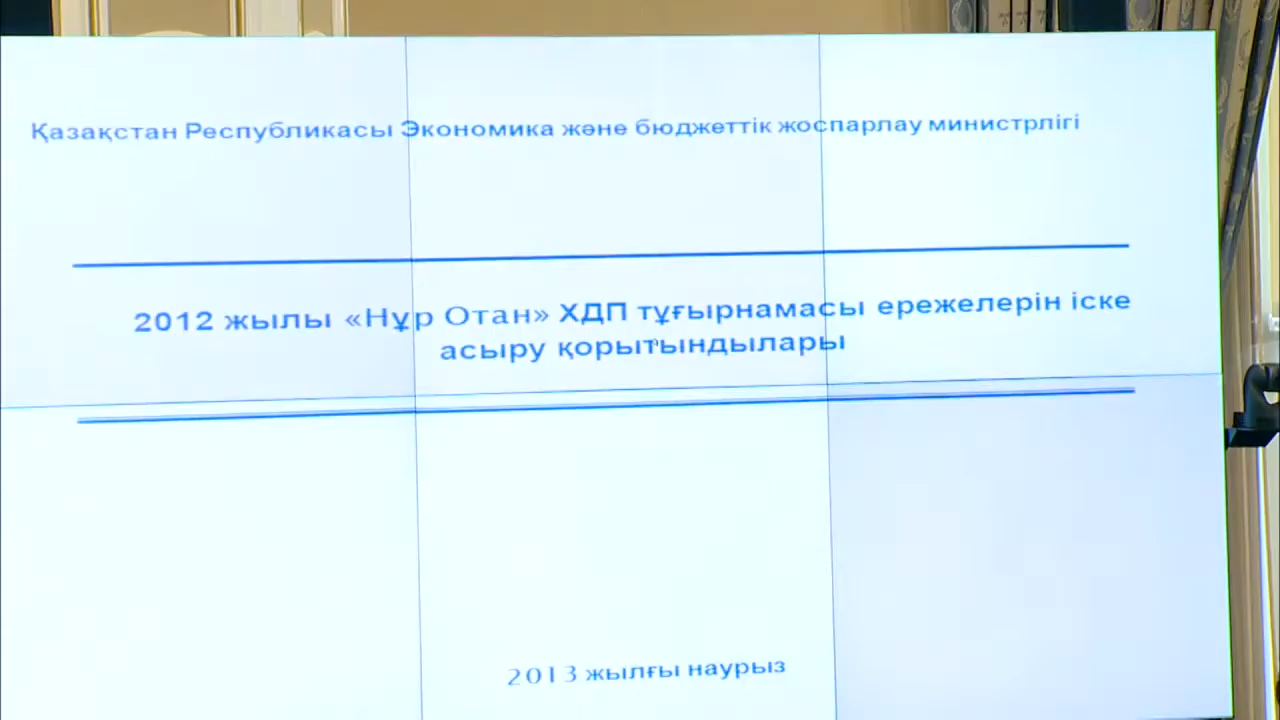 Қазақстан Республикасы Экономика және бюджеттік жоспарлау министрлігі
2012 жылы «Нұр Отан» ХДП тұғырнамасы ережелерін іске
асыру қорытындылары
2013 жылғы наурыз